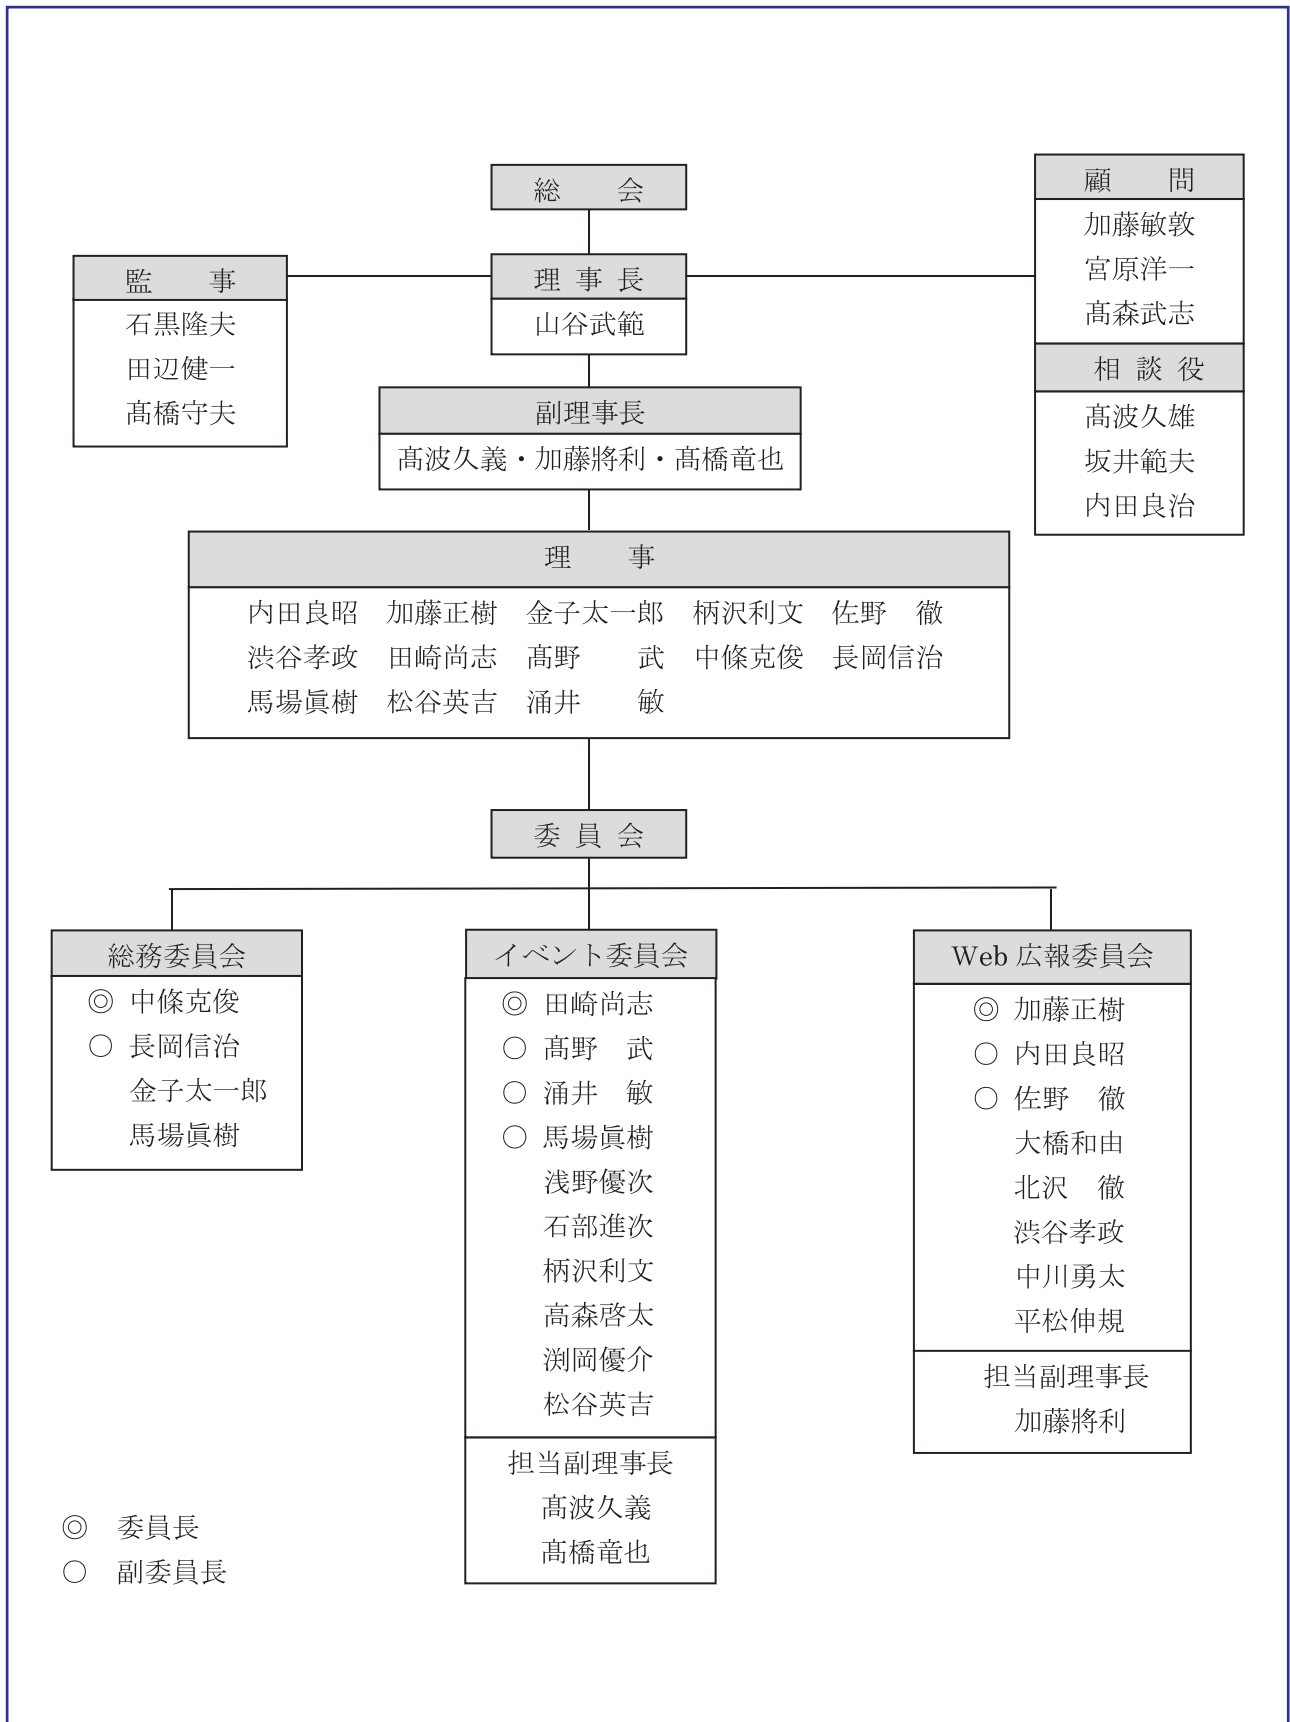 総　　会
監　　事
石黒隆夫
田辺健一
髙橋守夫
理 事 長
山谷武範
顧　　問
加藤敏敦
宮原洋一
髙森武志
相 談 役
髙波久雄
坂井範夫
内田良治
副理事長
髙波久義・加藤將利・髙橋竜也
理　　事
内田良昭　加藤正樹　金子太一郎　柄沢利文　佐野　徹
渋谷孝政　田崎尚志　髙野　　武　中條克俊　長岡信治
馬場眞樹　松谷英吉　涌井　　敏
委 員 会
総務委員会
◎ 中條克俊
○ 長岡信治
金子太一郎
馬場眞樹
イベント委員会
◎ 田崎尚志
○ 髙野　武
○ 涌井　敏
○ 馬場眞樹
浅野優次
石部進次
柄沢利文
高森啓太
渕岡優介
松谷英吉
担当副理事長
髙波久義
髙橋竜也
Web 広報委員会
◎ 加藤正樹
○ 内田良昭
○ 佐野　徹
大橋和由
北沢　徹
渋谷孝政
中川勇太
平松伸規
担当副理事長
加藤將利
◎　委員長
○　副委員長